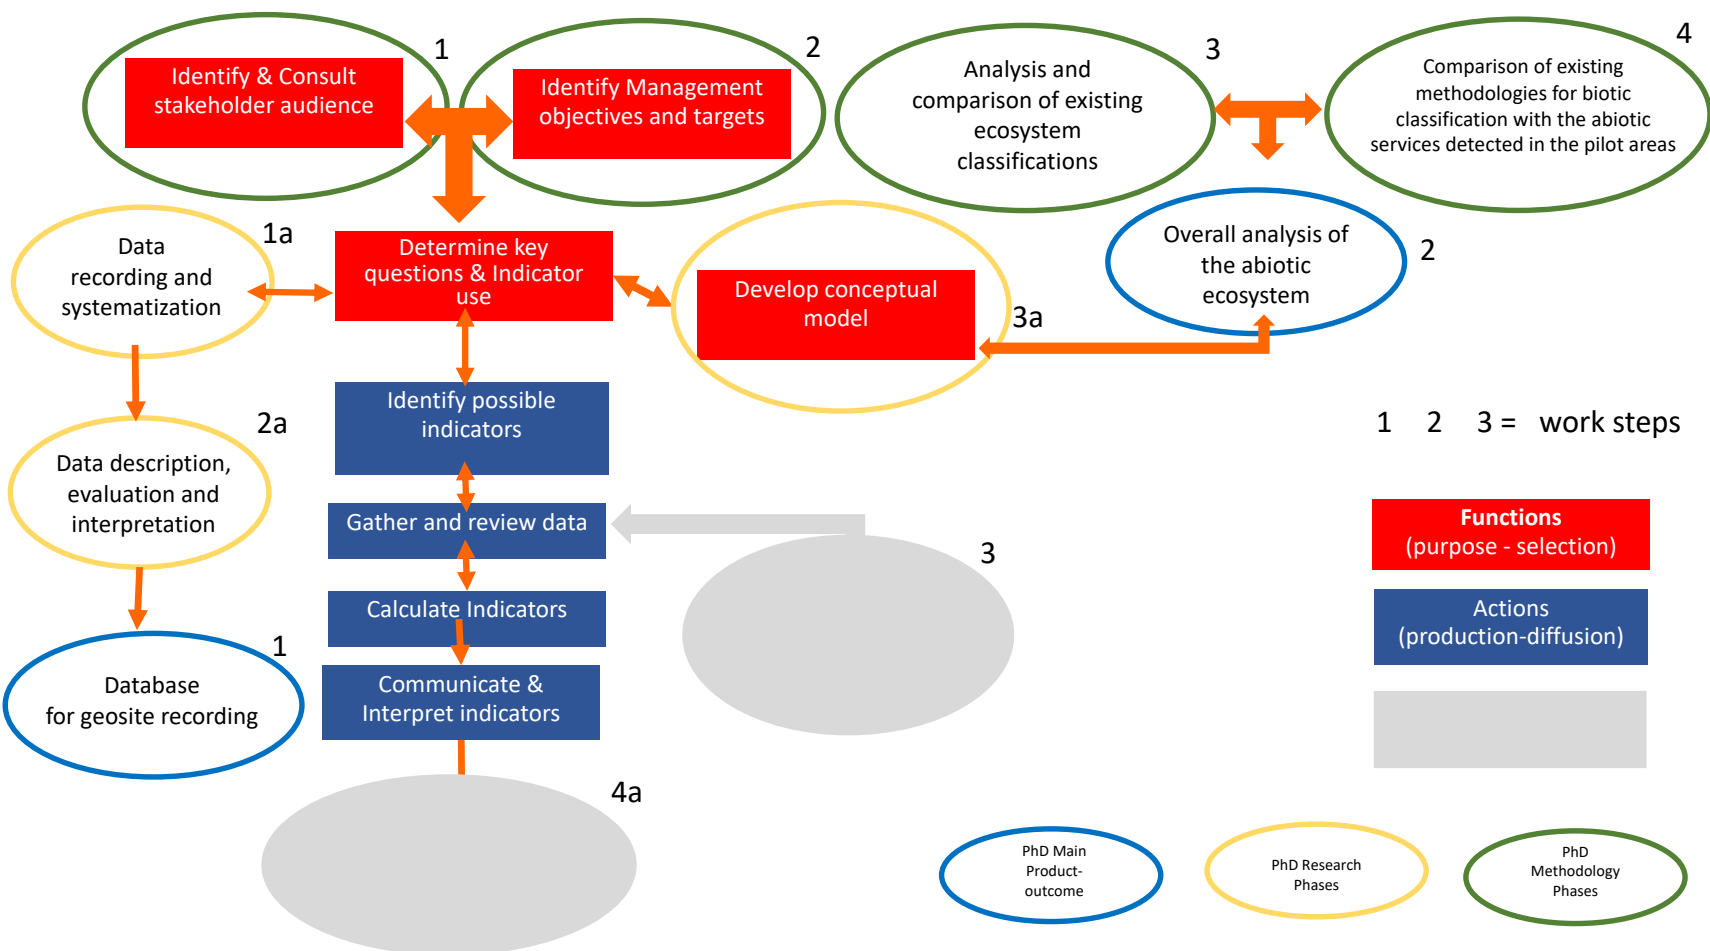 1
Identify & Consult
stakeholder audience
2
Identify Management
objectives and targets
3
Analysis and
comparison of existing
ecosystem
classifications
4
Comparison of existing
methodologies for biotic
classification with the abiotic
services detected in the pilot areas
1a
Data
recording and
systematization
Determine key
questions & Indicator
use
Develop conceptual
model
3a
Overall analysis of
the abiotic
ecosystem
2
Identify possible
indicators
2a
Data description,
evaluation and
interpretation
Gather and review data
3
Calculate Indicators
1
Database
for geosite recording
Communicate &
Interpret indicators
4a
1 2 3 = work steps
Functions
(purpose - selection)
Actions
(production-diffusion)
PhD Main
Product-
outcome
PhD Research
Phases
PhD
Methodology
Phases